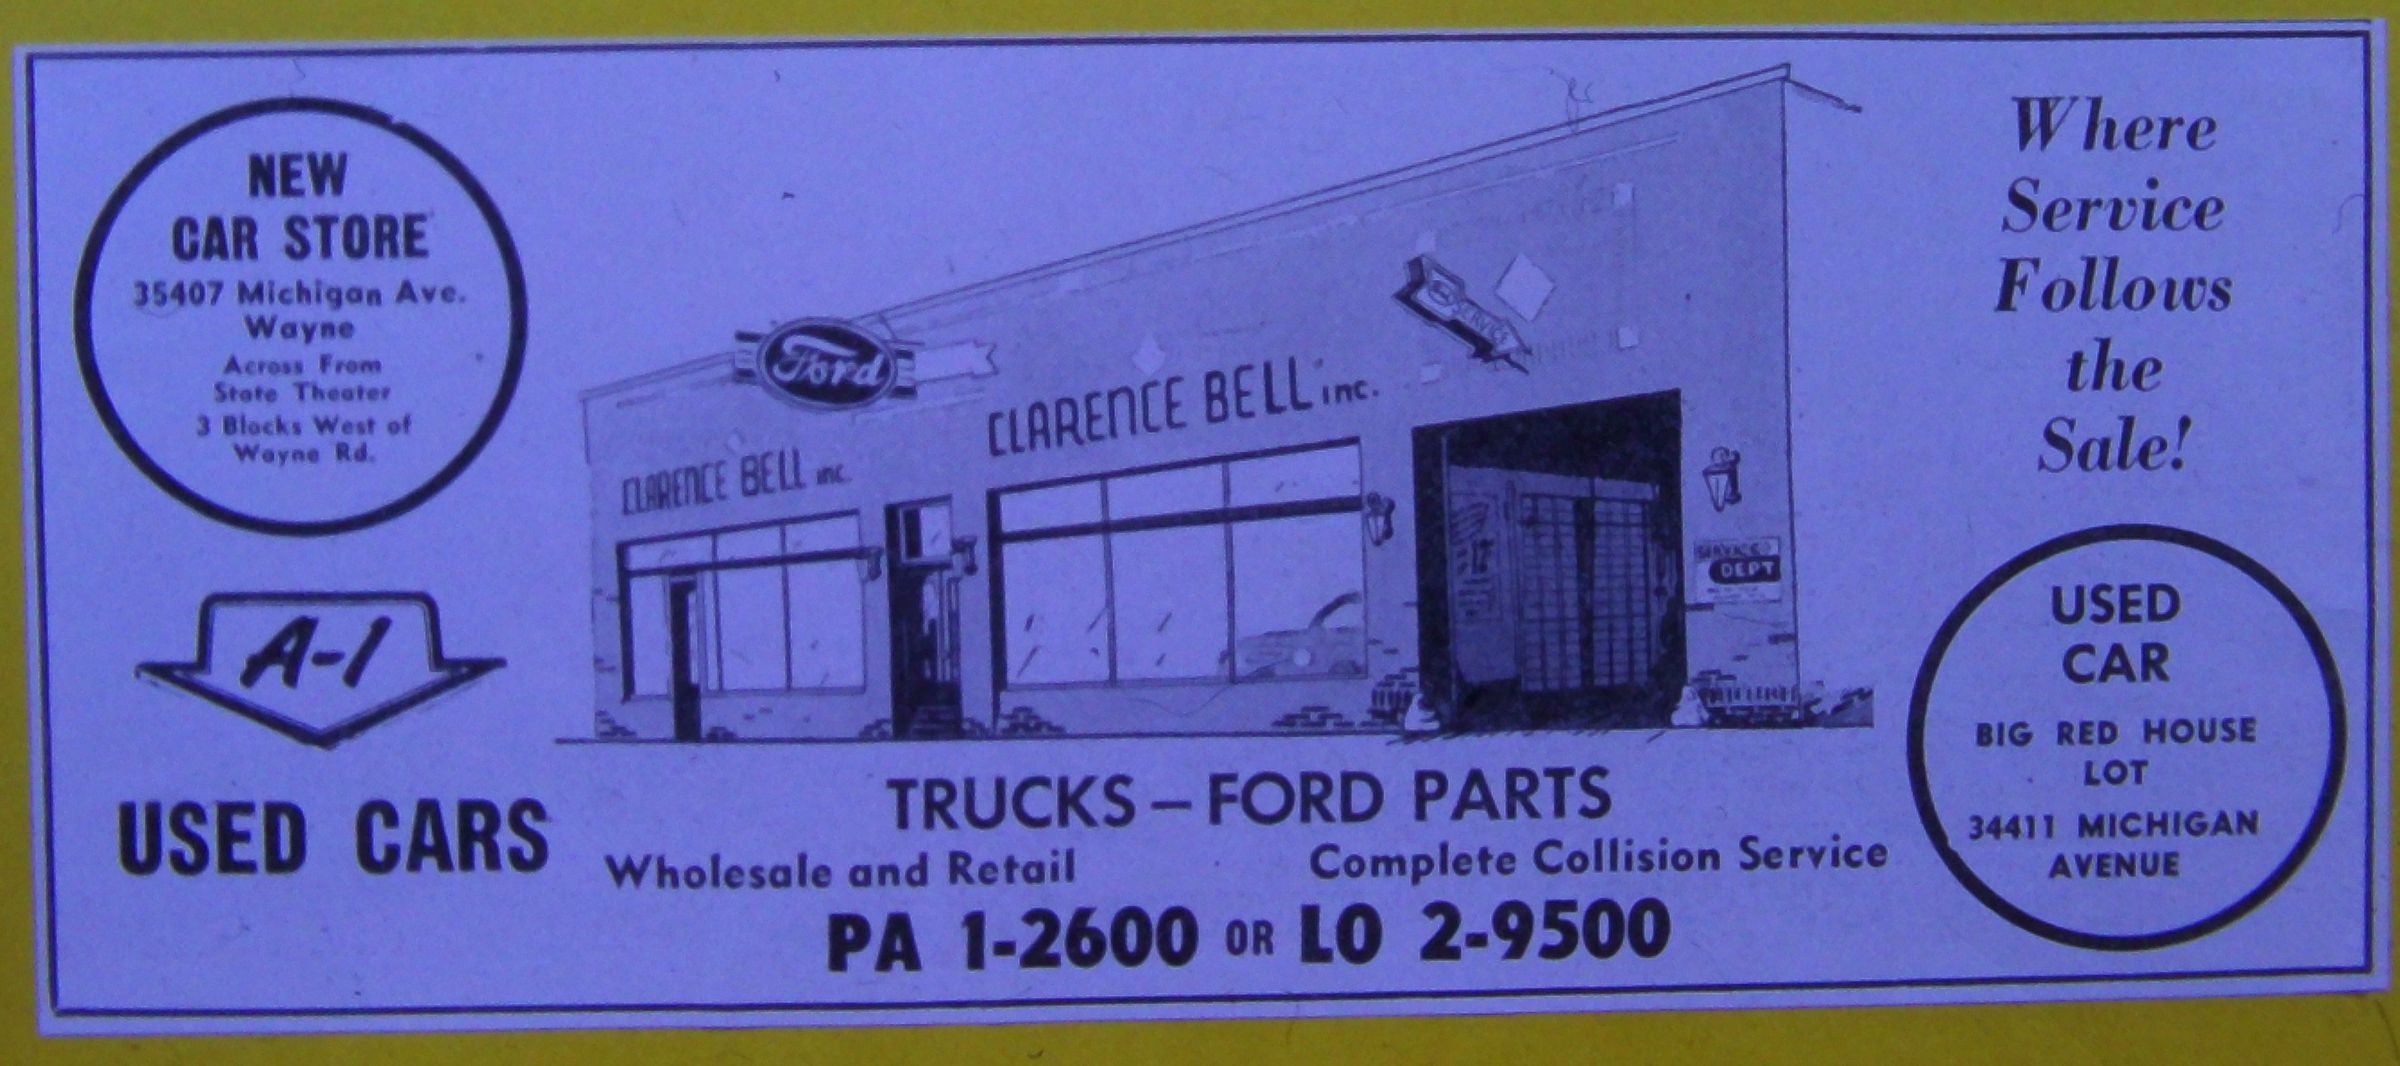 NEW
CAR STORE
35407 Michigan Ave.
Wayne
Across From
State Theater
3 Blocks West of
Wayne Rd.
A-1
USED CARS
Ford
CLARENCE BELL inc.
CLARENCE BELL inc.
SERVICE
SERVICE
DEPT
TRUCKS – FORD PARTS
Wholesale and Retail
Complete Collision Service
PA 1-2600 OR LO 2-9500
Where
Service
Follows
the
Sale!
USED
CAR
BIG RED HOUSE
LOT
34411 MICHIGAN
AVENUE